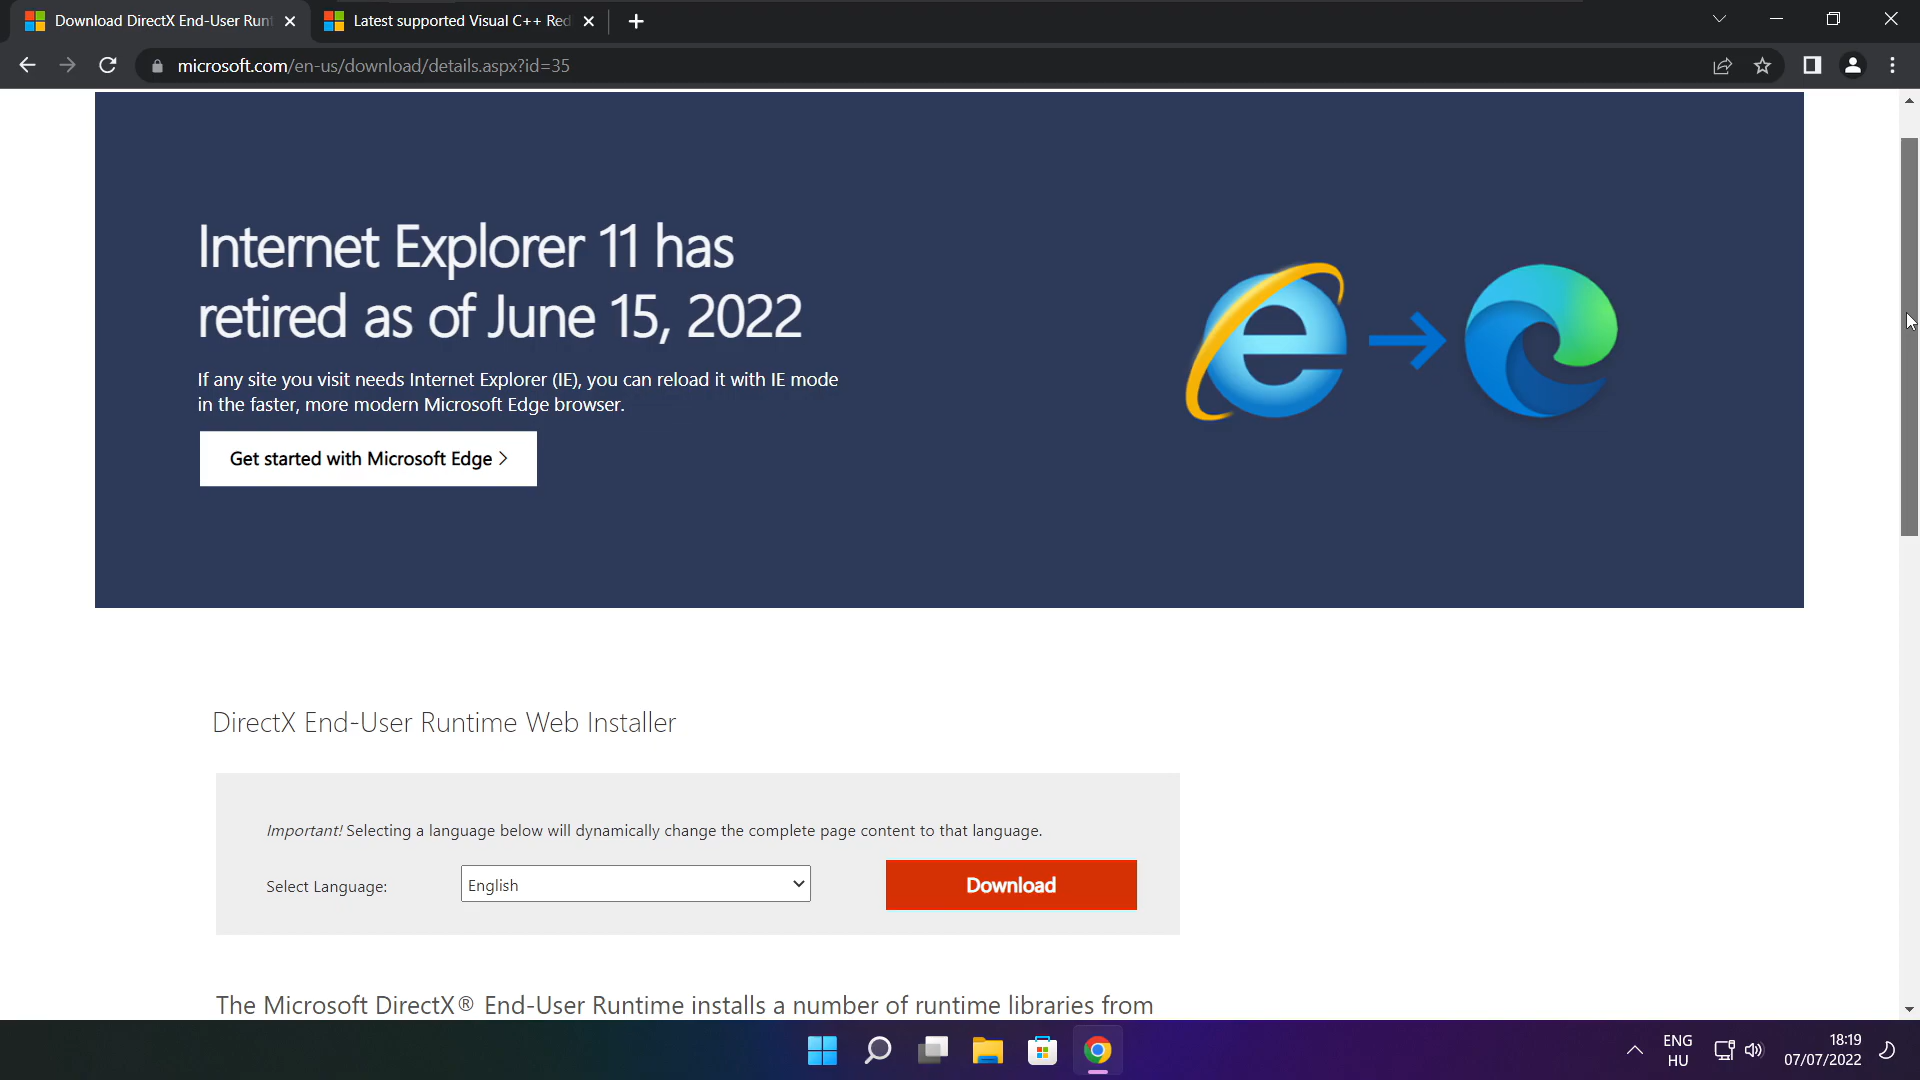 Download DirectX End-User Runt
Latest supported Visual C++ Red
microsoft.com/en-us/download/details.aspx?id=35
Internet Explorer 11 has
retired as of June 15, 2022
If any site you visit needs Internet Explorer (IE), you can reload it with IE mode
in the faster, more modern Microsoft Edge browser.
Get started with Microsoft Edge >
DirectX End-User Runtime Web Installer
Important! Selecting a language below will dynamically change the complete page content to that language.
Select Language:
English
Download
The Microsoft DirectX® End-User Runtime installs a number of runtime libraries from
ENG
HU
18:19
07/07/2022